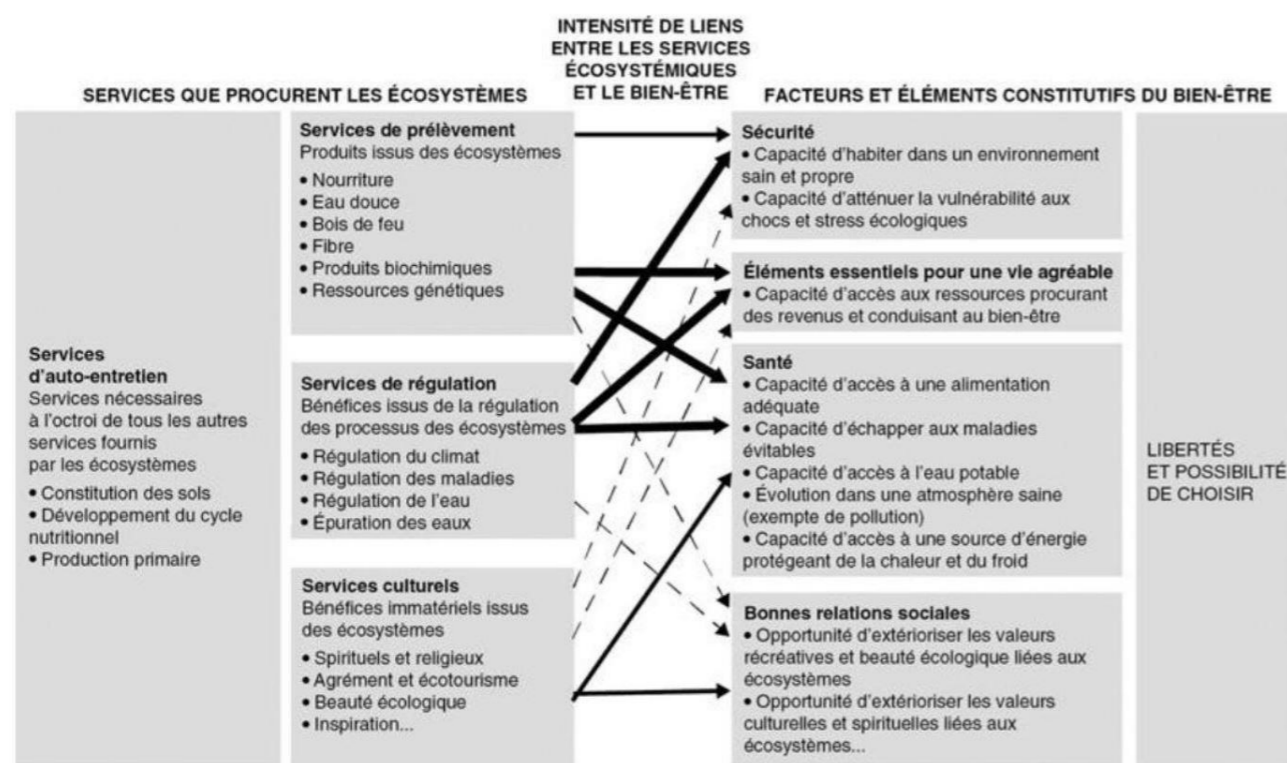 INTENSITÉ DE LIENS
ENTRE LES SERVICES
ÉCOSYSTÉMIQUES
ET LE BIEN-ÊTRE
SERVICES QUE PROCURENT LES ÉCOSYSTÈMES
FACTEURS ET ÉLÉMENTS CONSTITUTIFS DU BIEN-ÊTRE
Services
d'auto-entretien
Services nécessaires
à l'octroi de tous les autres
services fournis
par les écosystèmes
• Constitution des sols
• Développement du cycle
nutritionnel
• Production primaire
Services de prélèvement
Produits issus des écosystèmes
• Nourriture
• Eau douce
• Bois de feu
• Fibre
• Produits biochimiques
• Ressources génétiques
Services de régulation
Bénéfices issus de la régulation
des processus des écosystèmes
• Régulation du climat
• Régulation des maladies
• Régulation de l'eau
• Épuration des eaux
Services culturels
Bénéfices immatériels issus
des écosystèmes
• Spirituels et religieux
• Agrément et écotourisme
• Beauté écologique
• Inspiration...
Sécurité
• Capacité d'habiter dans un environnement
sain et propre
• Capacité d'atténuer la vulnérabilité aux
chocs et stress écologiques
Éléments essentiels pour une vie agréable
• Capacité d'accès aux ressources procurant
des revenus et conduisant au bien-être
Santé
• Capacité d'accès à une alimentation
adéquate
• Capacité d'échapper aux maladies
évitables
• Capacité d'accès à l'eau potable
• Évolution dans une atmosphère saine
(exempte de pollution)
• Capacité d'accès à une source d'énergie
protégeant de la chaleur et du froid
Bonnes relations sociales
• Opportunité d'extérioriser les valeurs
récréatives et beauté écologique liées aux
écosystèmes
• Opportunité d'extérioriser les valeurs
culturelles et spirituelles liées aux
écosystèmes...
LIBERTÉS
ET POSSIBILITÉ
DE CHOISIR